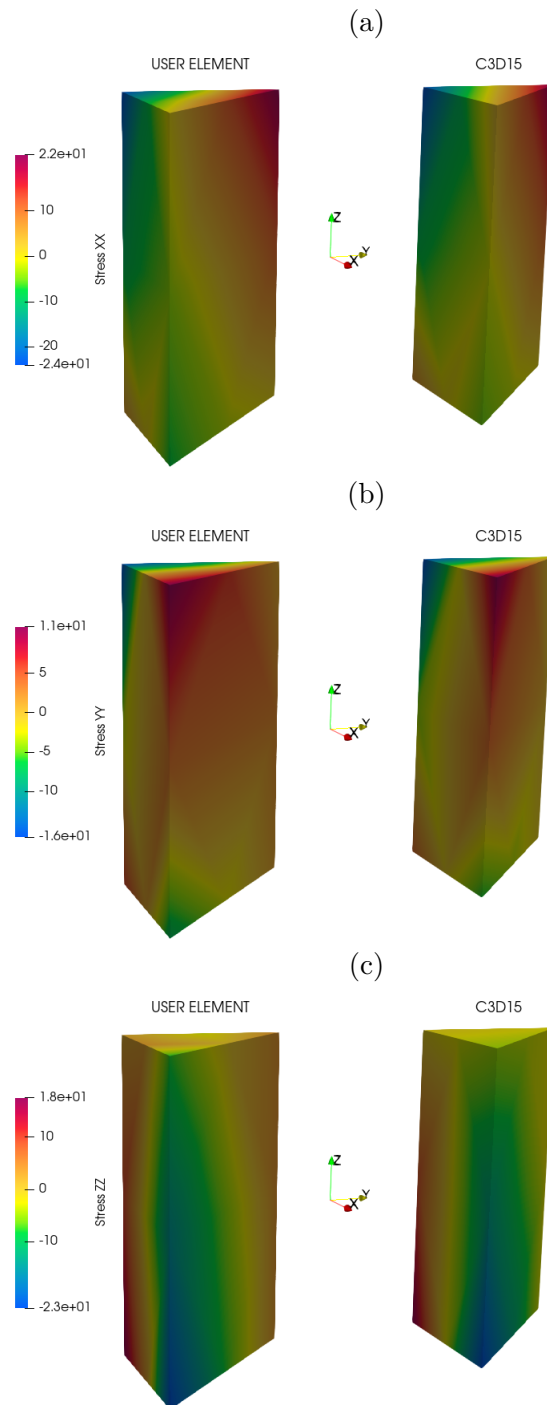 (a)
USER ELEMENT C3D15
2.2e+01
10
0
-10
-20
-2.4e+01
Stress XX
Z
Y
X
(b)
USER ELEMENT C3D15
1.1e+01
5
0
-5
-10
-1.6e+01
Stress YY
Z
Y
X
(c)
USER ELEMENT C3D15
1.8e+01
10
0
-10
-2.3e+01
Stress ZZ
Z
Y
X